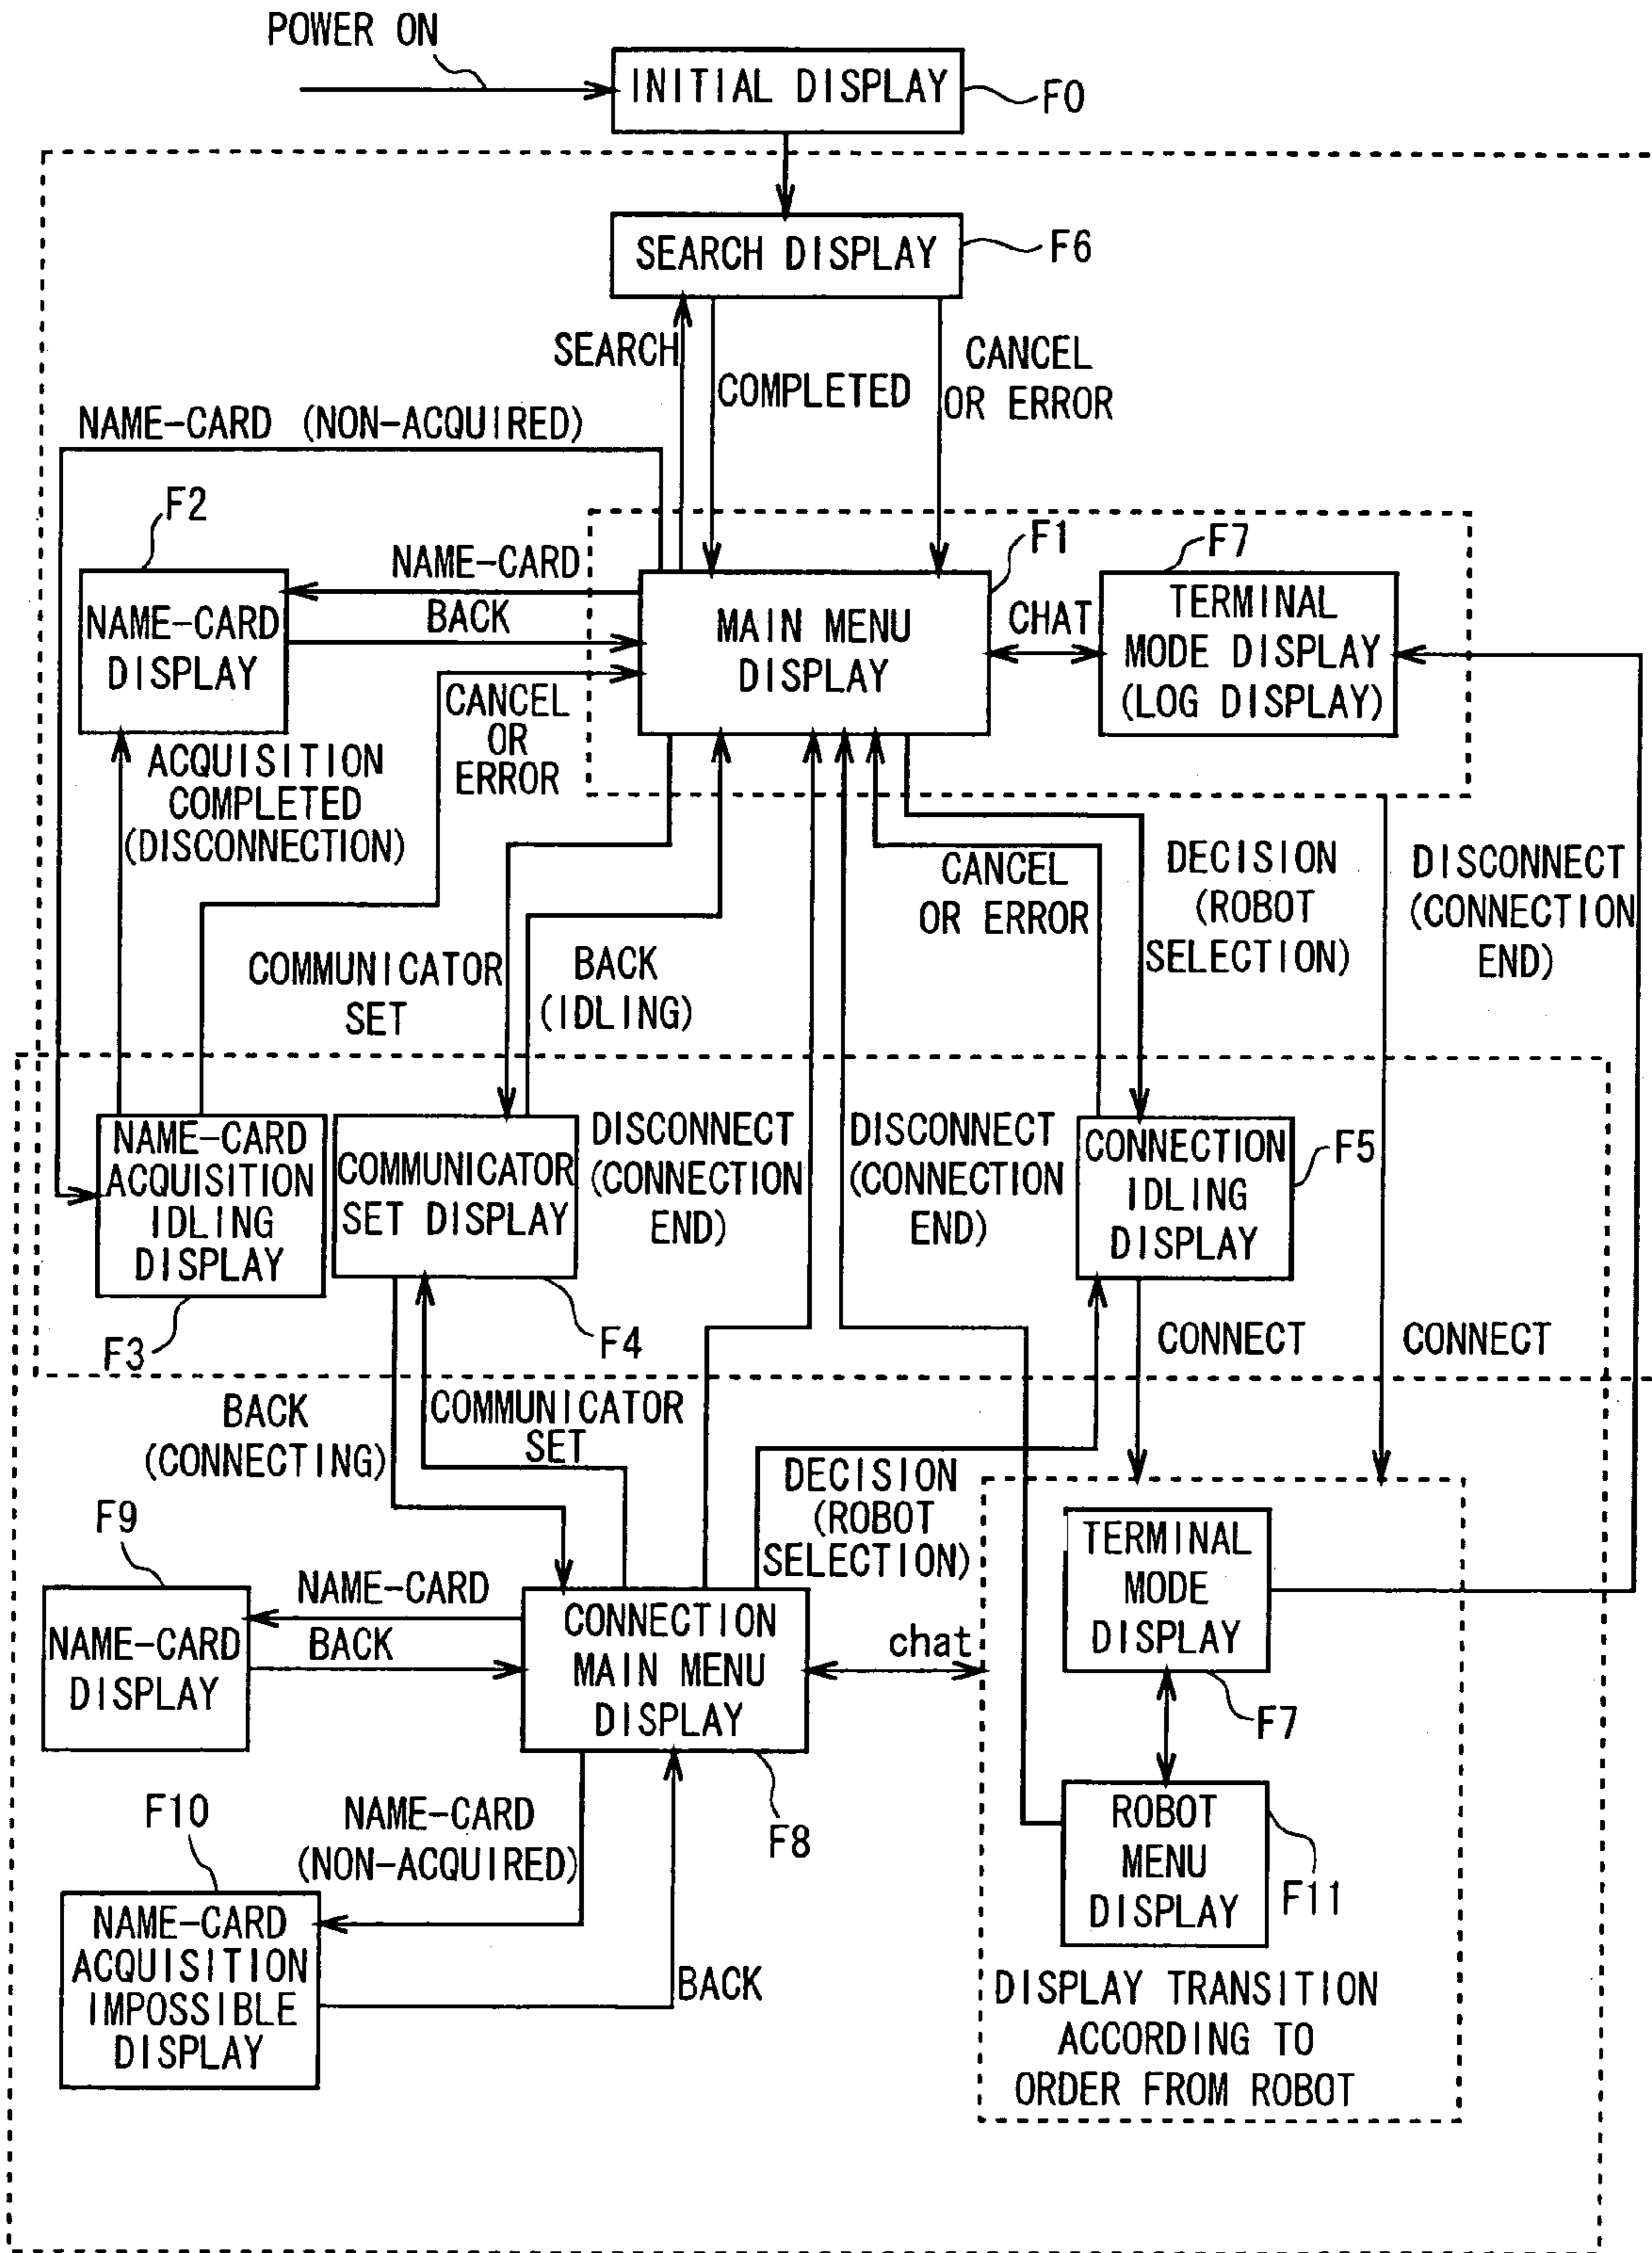 POWER ON
INITIAL DISPLAY
F0
SEARCH DISPLAY
F6
SEARCH
COMPLETED
CANCEL
OR ERROR
NAME-CARD (NON-ACQUIRED)
F2
NAME-CARD
BACK
NAME-CARD
DISPLAY
F1
MAIN MENU
DISPLAY
CHAT
F7
TERMINAL
MODE DISPLAY
(LOG DISPLAY)
CANCEL
OR
ERROR
ACQUISITION
COMPLETED
(DISCONNECTION)
COMMUNICATOR
SET
BACK
(IDLING)
CANCEL
OR ERROR
DECISION
(ROBOT
SELECTION)
DISCONNECT
(CONNECTION
END)
NAME-CARD
ACQUISITION
IDLING
DISPLAY
F3
COMMUNICATOR
SET DISPLAY
F4
DISCONNECT
(CONNECTION
END)
DISCONNECT
(CONNECTION
END)
CONNECTION
IDLING
DISPLAY
F5
CONNECT
CONNECT
BACK
(CONNECTING)
COMMUNICATOR
SET
DECISION
(ROBOT
SELECTION)
F9
NAME-CARD
BACK
NAME-CARD
DISPLAY
CONNECTION
MAIN MENU
DISPLAY
F8
chat
TERMINAL
MODE
DISPLAY
F7
F10
NAME-CARD
(NON-ACQUIRED)
NAME-CARD
ACQUISITION
IMPOSSIBLE
DISPLAY
BACK
ROBOT
MENU
DISPLAY
F11
DISPLAY TRANSITION
ACCORDING TO
ORDER FROM ROBOT